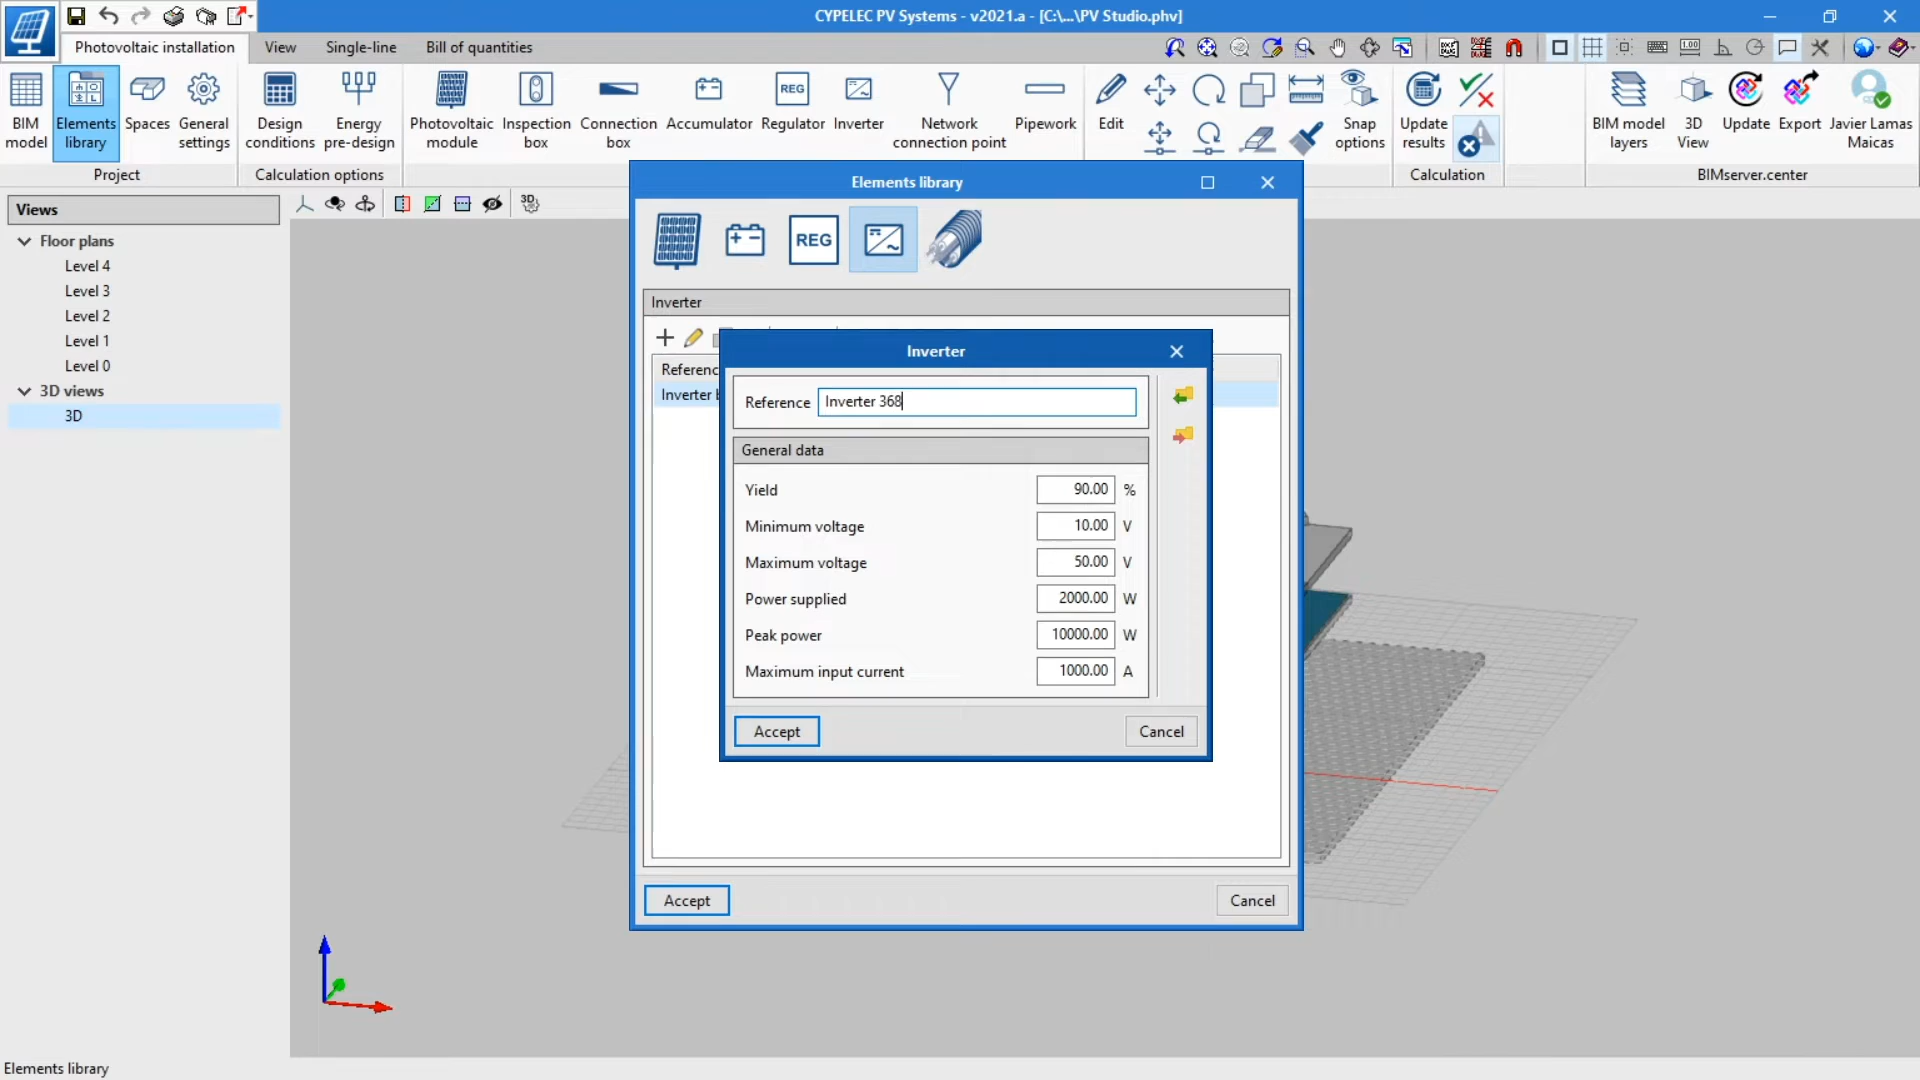 CYPELEC PV Systems - v2021.a - [C:\...\PV Studio.phv]
Photovoltaic installation
View
Single-line
Bill of quantities
BIM model
Elements library
Spaces
General settings
Design conditions
Energy pre-design
Photovoltaic module
Inspection box
Connection box
Accumulator
REG
Regulator
Inverter
Network connection point
Pipework
Edit
Snap options
Update results
BIM model layers
3D View
Update
Export
Javier Lamas Maicas
Project
Calculation options
Calculation
BIMserver.center
Views
Floor plans
Level 4
Level 3
Level 2
Level 1
Level 0
3D views
3D
3D
Elements library
REG
Inverter
Inverter
Reference Inverter 368
General data
Yield 90.00 %
Minimum voltage 10.00 V
Maximum voltage 50.00 V
Power supplied 2000.00 W
Peak power 10000.00 W
Maximum input current 1000.00 A
Accept
Cancel
Inverter
Accept
Cancel
Elements library